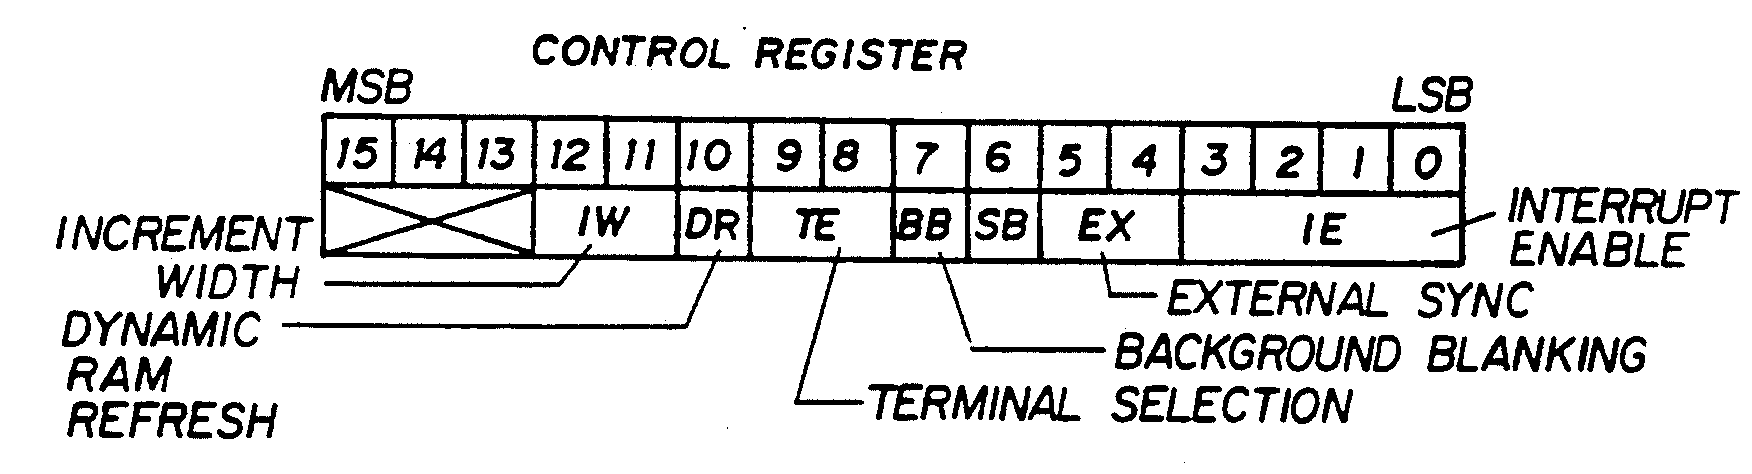 CONTROL REGISTER
MSB LSB
15 14 13 12 11 10 9 8 7 6 5 4 3 2 1 0
IW DR TE BB SB EX IE
INCREMENT
WIDTH
INTERRUPT
ENABLE
EXTERNAL SYNC
DYNAMIC
RAM
REFRESH
BACKGROUND BLANKING
TERMINAL SELECTION